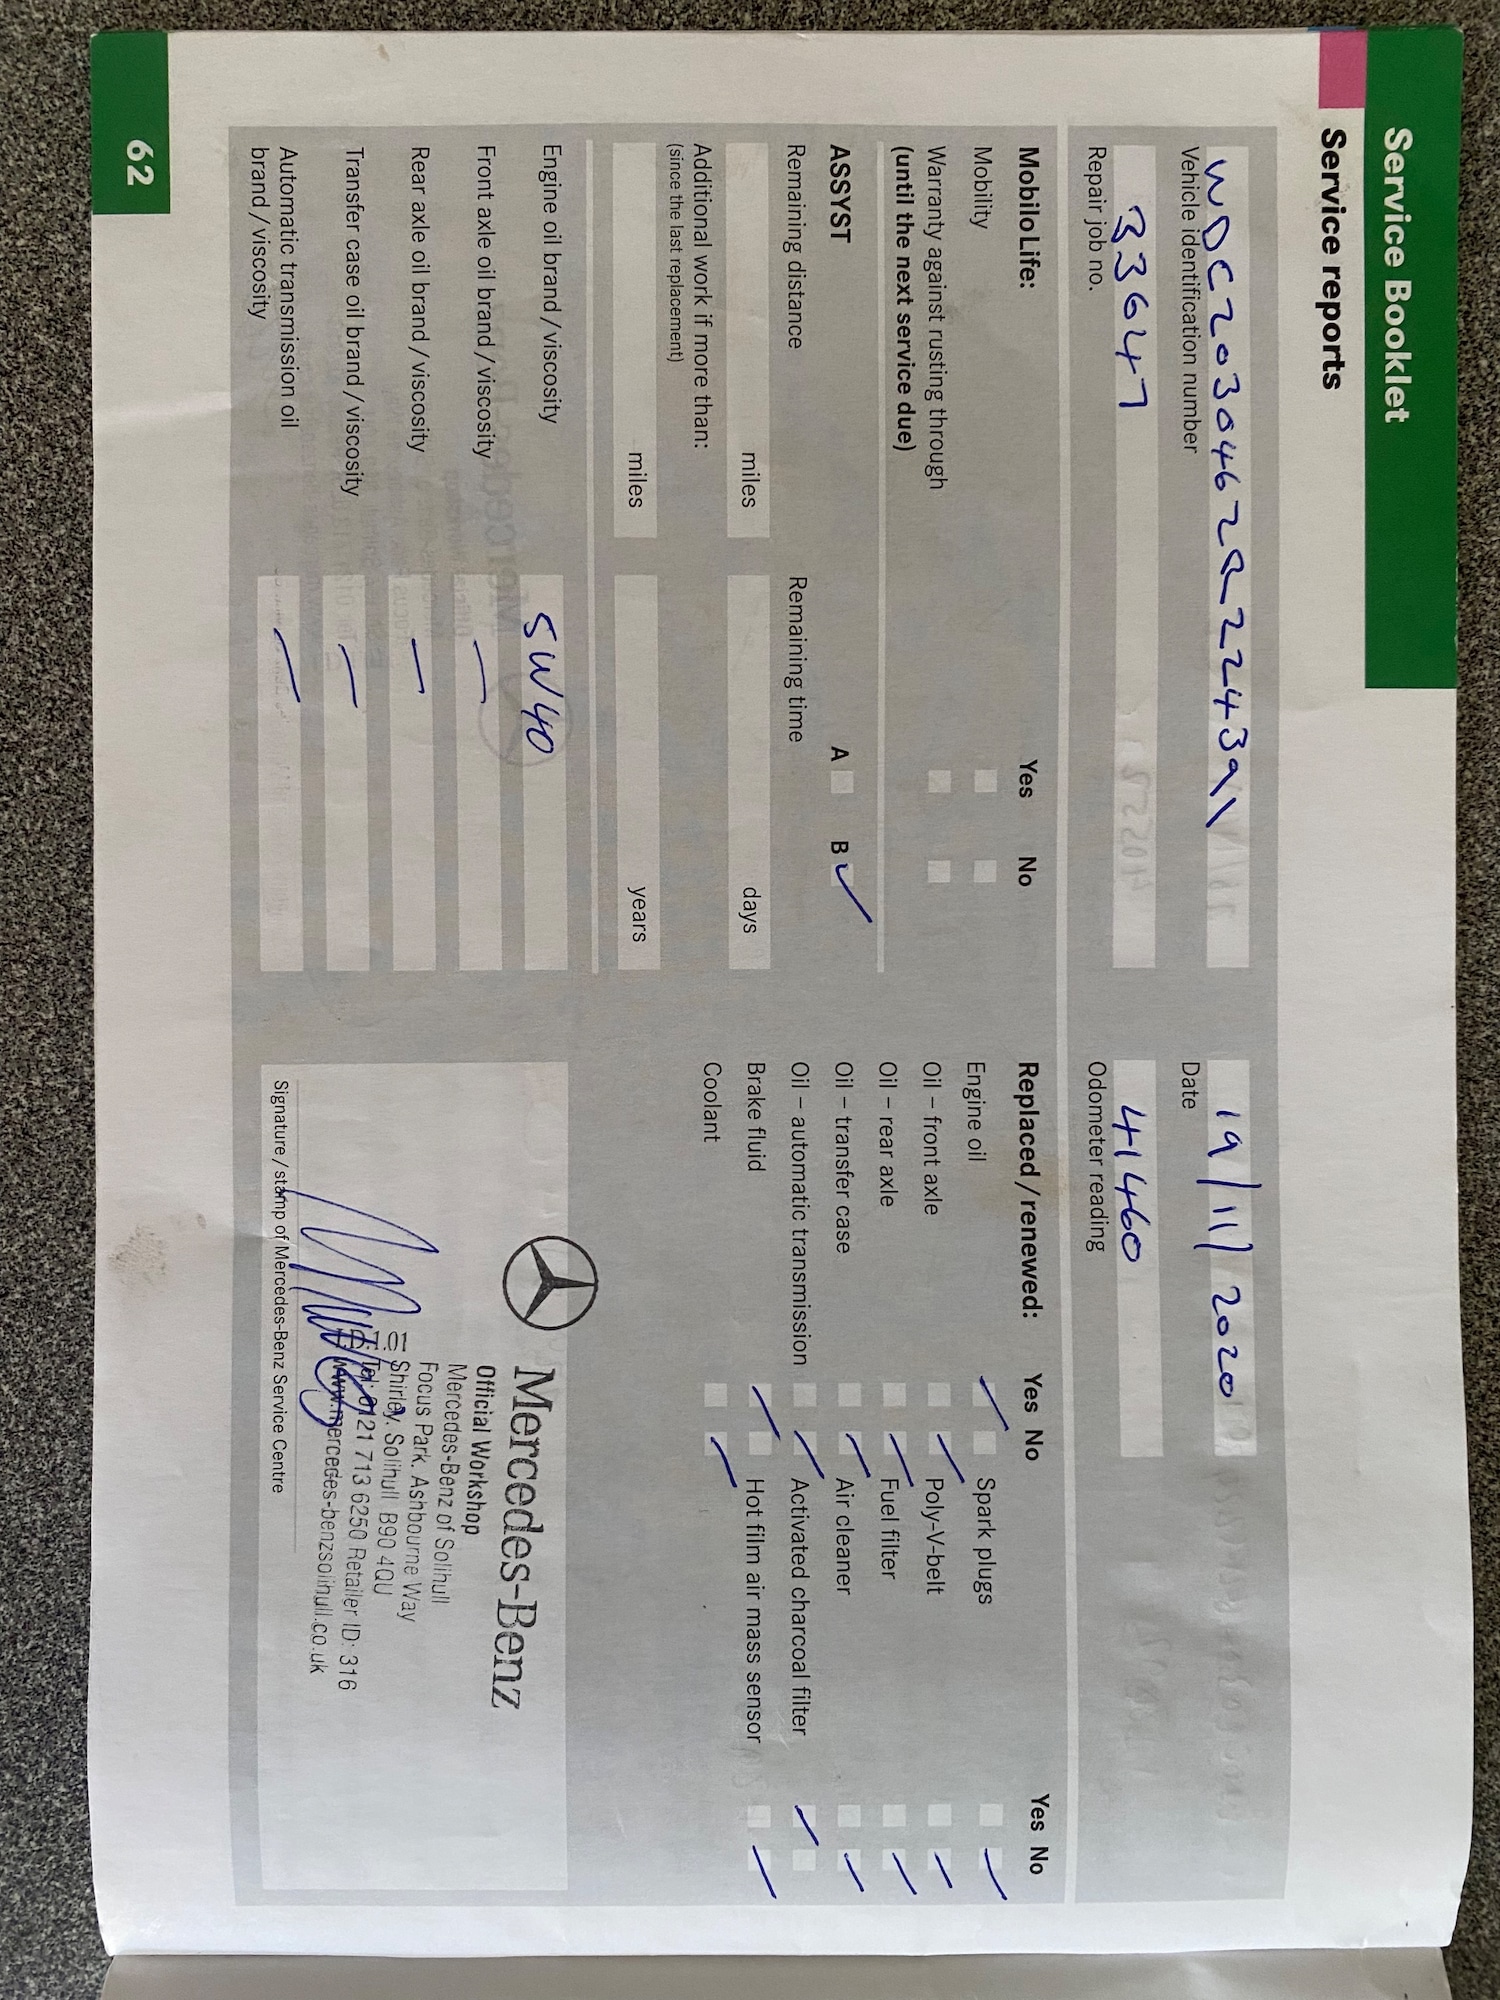 Service Booklet
Service reports
WDC2030462R224391
Vehicle identification number
19/11/2020
Date
33647
Repair job no.
41460
Odometer reading
MobiloLife:
Yes No
Mobility
Warranty against rusting through
(until the next service due)
ASSYST
A
B ✓
Remaining distance
Remaining time
miles
days
Additional work if more than:
(since the last replacement)
miles
years
Engine oil brand/viscosity
5W40
Front axle oil brand/viscosity
—
Rear axle oil brand/viscosity
—
Transfer case oil brand/viscosity
—
Automatic transmission oil
brand/viscosity
—
Replaced/renewed:
Yes No
Yes No
Engine oil
Spark plugs
Oil – front axle
Poly-V-belt
Oil – rear axle
Fuel filter
Oil – transfer case
Air cleaner
Oil – automatic transmission
Activated charcoal filter
Brake fluid
Hot film air mass sensor
Coolant
Mercedes-Benz
Official Workshop
Mercedes-Benz of Solihull
Focus Park. Ashbourne Way
Shirley. Solihull B90 4QU
Tel: 0121 713 6250 Retailer ID: 316
www.mercedes-benzsolihull.co.uk
Signature/stamp of Mercedes-Benz Service Centre
62